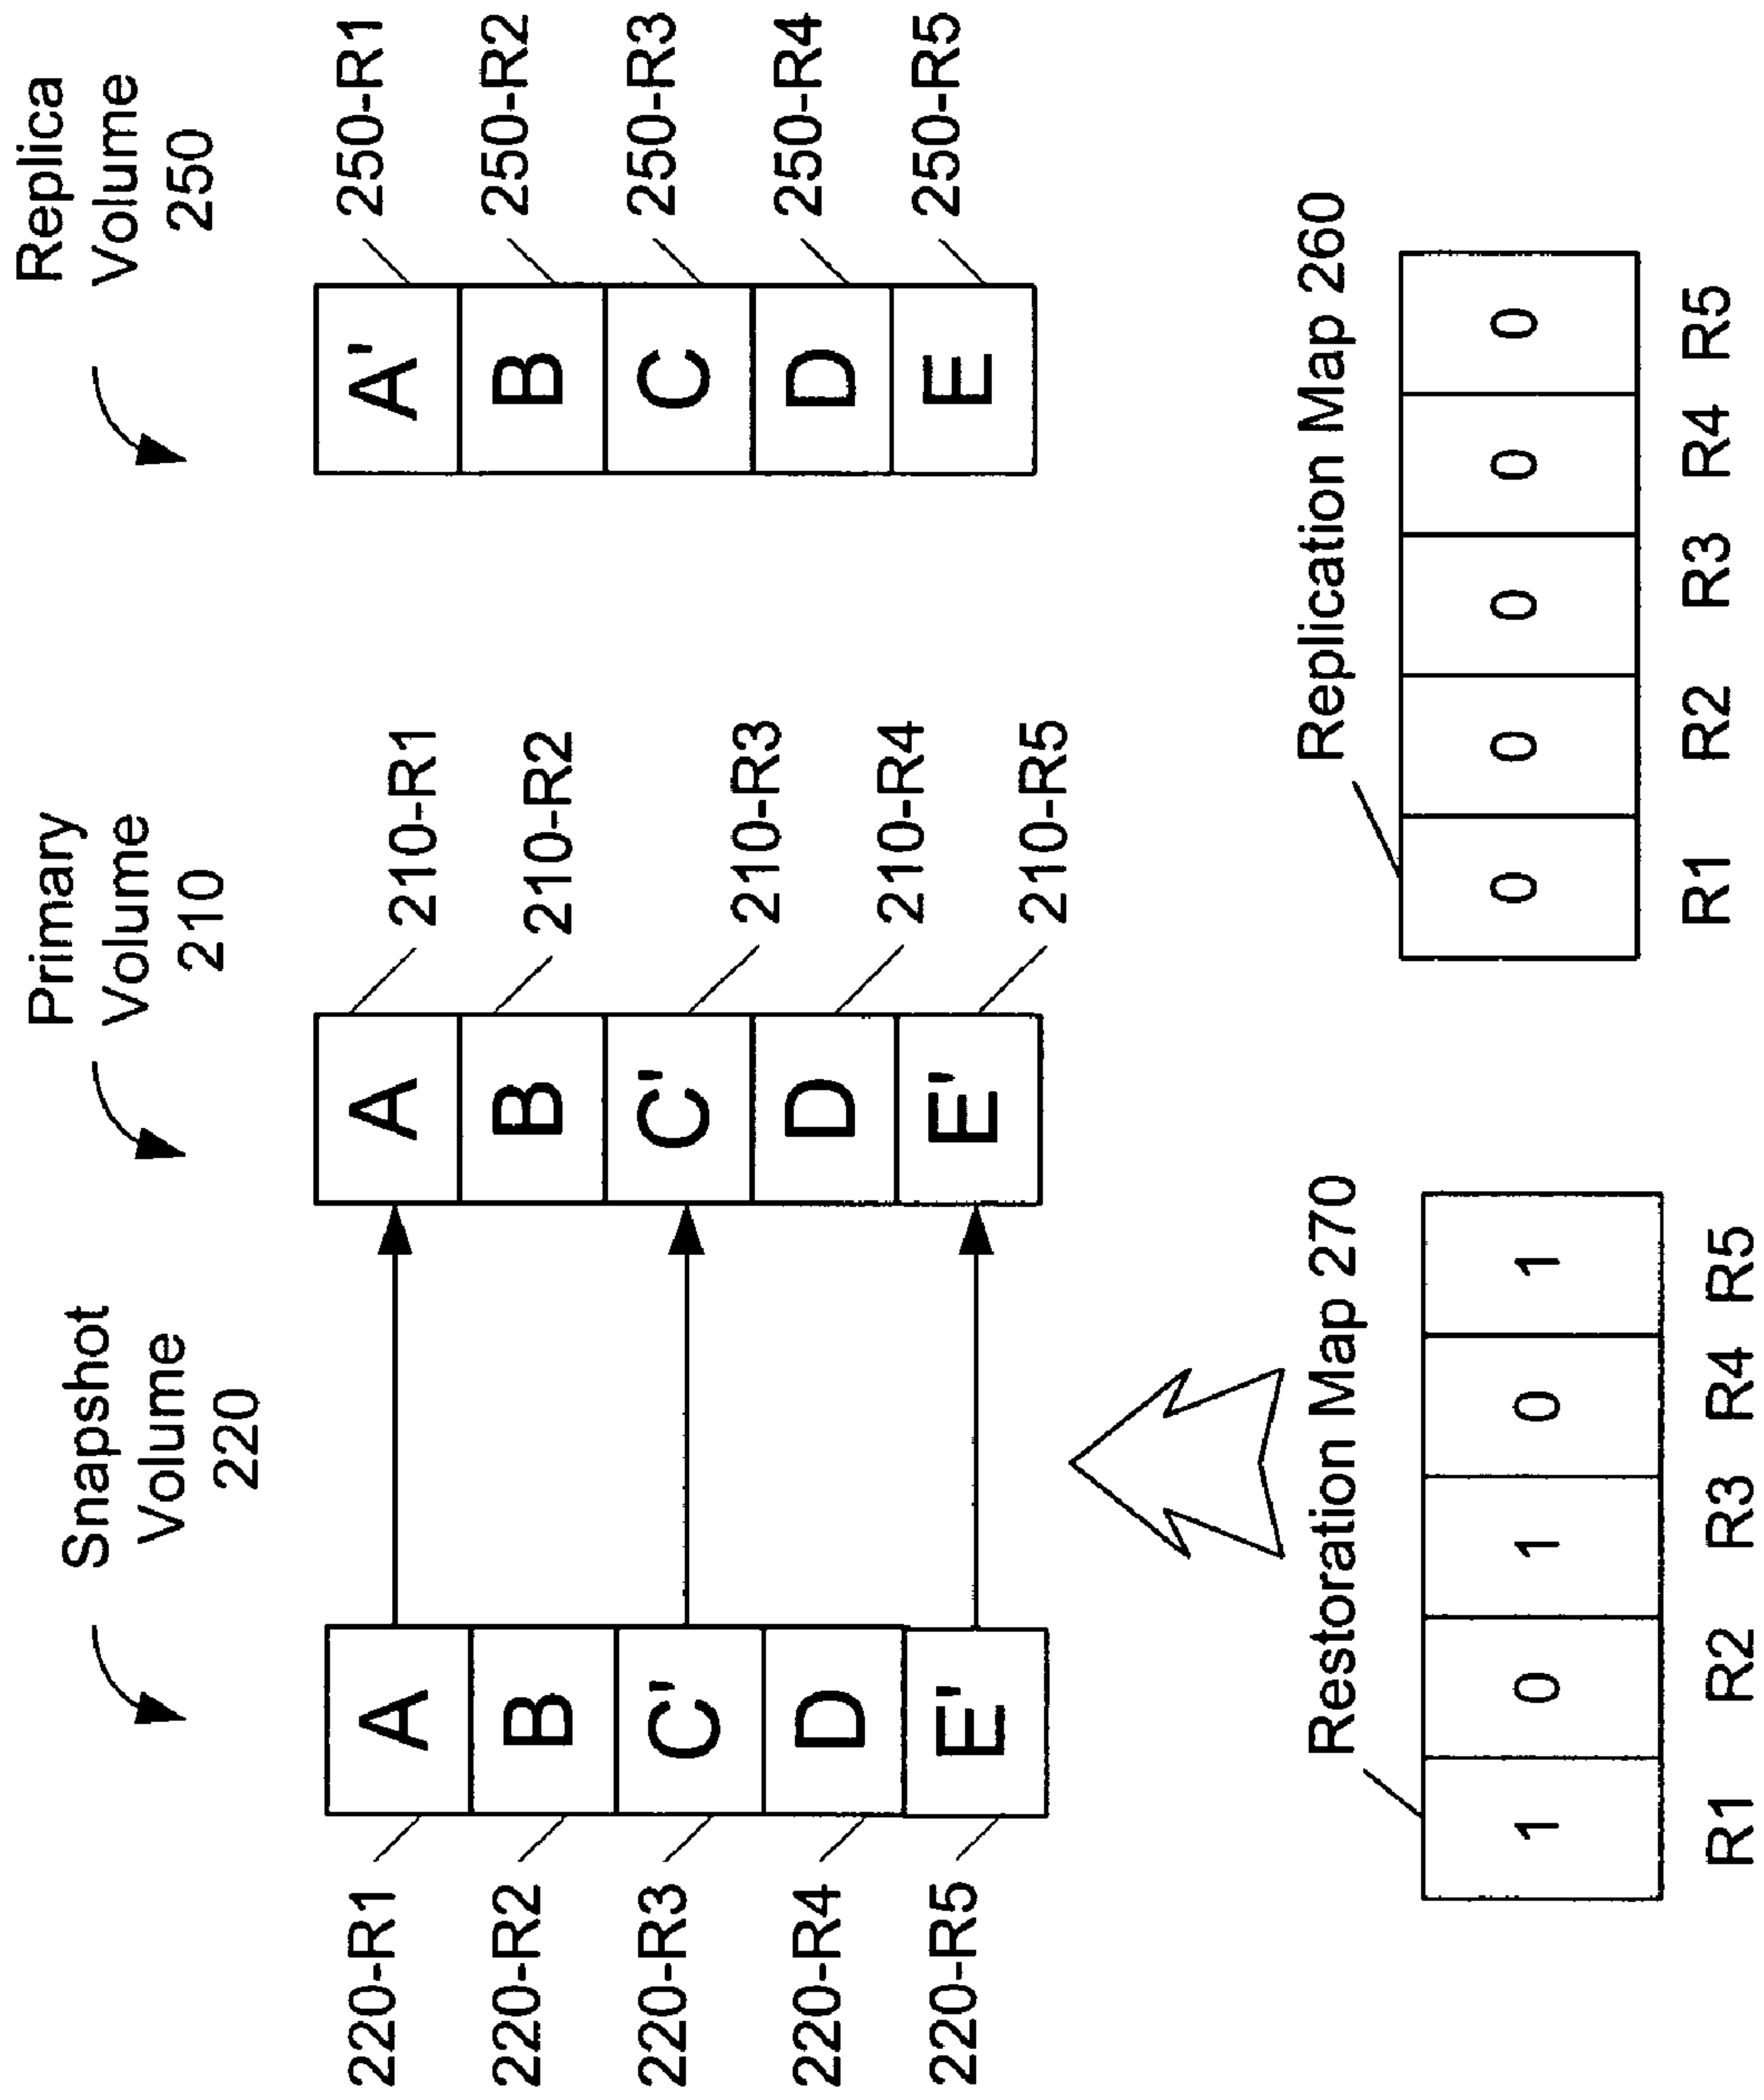 Snapshot
Volume
220
Primary
Volume
210
Replica
Volume
250
220-R1
220-R2
220-R3
220-R4
220-R5
A
B
C'
D
E'
A
B
C'
D
E'
210-R1
210-R2
210-R3
210-R4
210-R5
A'
B
C
D
E
250-R1
250-R2
250-R3
250-R4
250-R5
Restoration Map 270
1 0 1 0 1
R1 R2 R3 R4 R5
Replication Map 260
0 0 0 0 0
R1 R2 R3 R4 R5